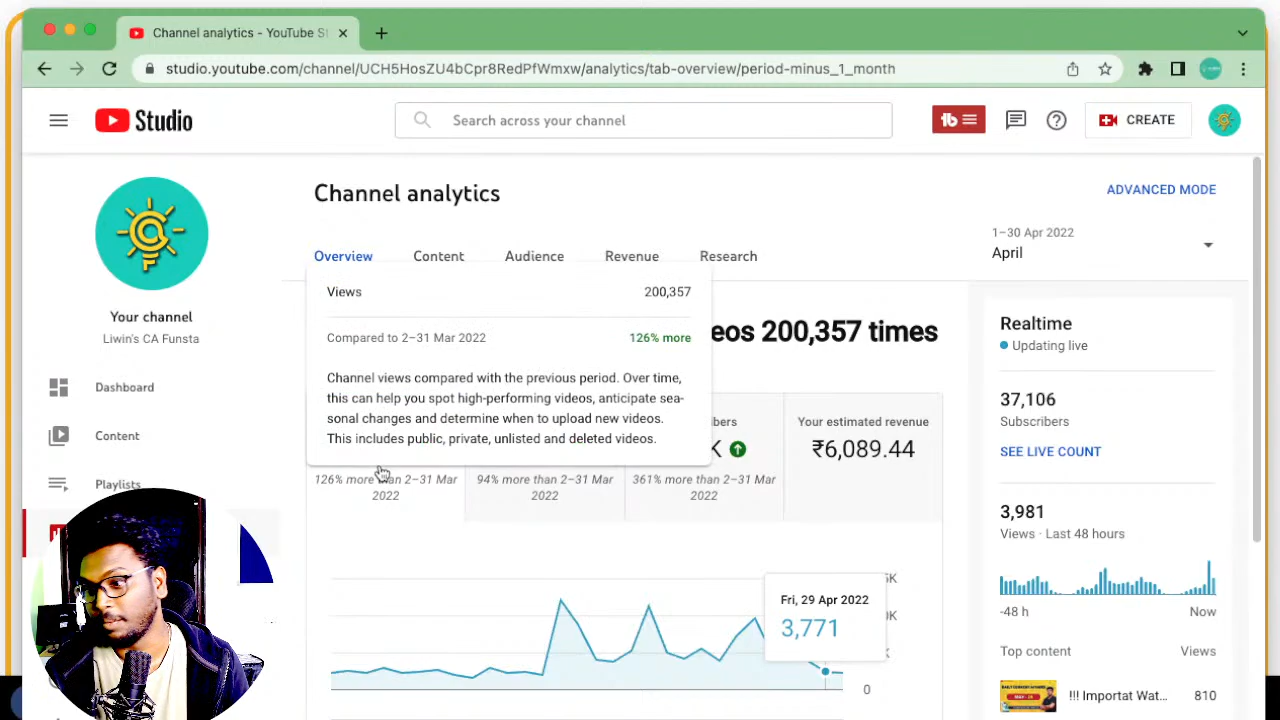 Channel analytics - YouTube St
studio.youtube.com/channel/UCH5HosZU4bCpr8RedPfWmxw/analytics/tab-overview/period-minus_1_month
Studio
Search across your channel
CREATE
Your channel
Liwin's CA Funsta
Dashboard
Content
Playlists
Channel analytics
ADVANCED MODE
1–30 Apr 2022
April
Overview
Content
Audience
Revenue
Research
Views 200,357
Compared to 2–31 Mar 2022 126% more
Channel views compared with the previous period. Over time,
this can help you spot high-performing videos, anticipate sea-
sonal changes and determine when to upload new videos.
This includes public, private, unlisted and deleted videos.
eos 200,357 times
bers
K
Your estimated revenue
₹6,089.44
126% more than 2–31 Mar
2022
94% more than 2–31 Mar
2022
361% more than 2–31 Mar
2022
5K
0K
K
0
Fri, 29 Apr 2022
3,771
Realtime
Updating live
37,106
Subscribers
SEE LIVE COUNT
3,981
Views · Last 48 hours
-48 h Now
Top content Views
!!! Importat Wat... 810